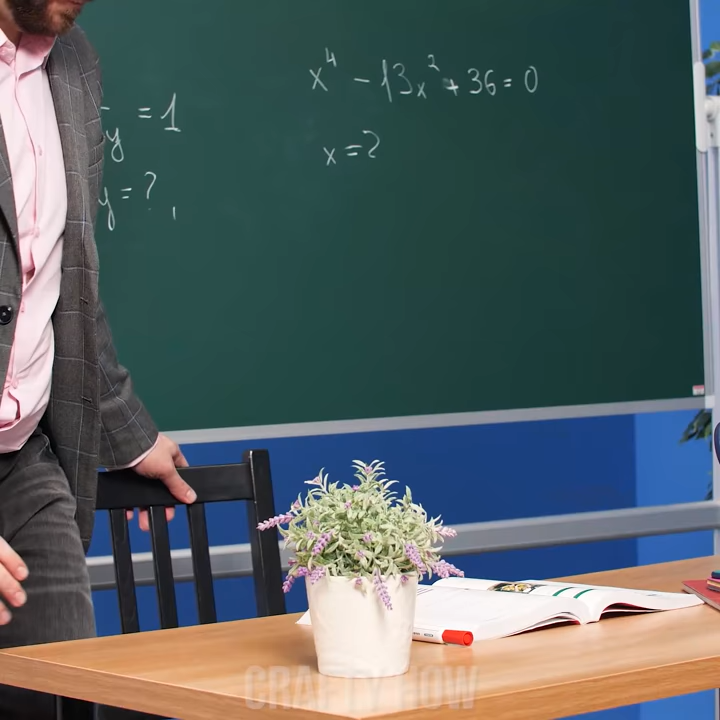 = 1
y
y = ?
x⁴ - 13x² + 36 = 0
x = ?
CRAFTY HOW